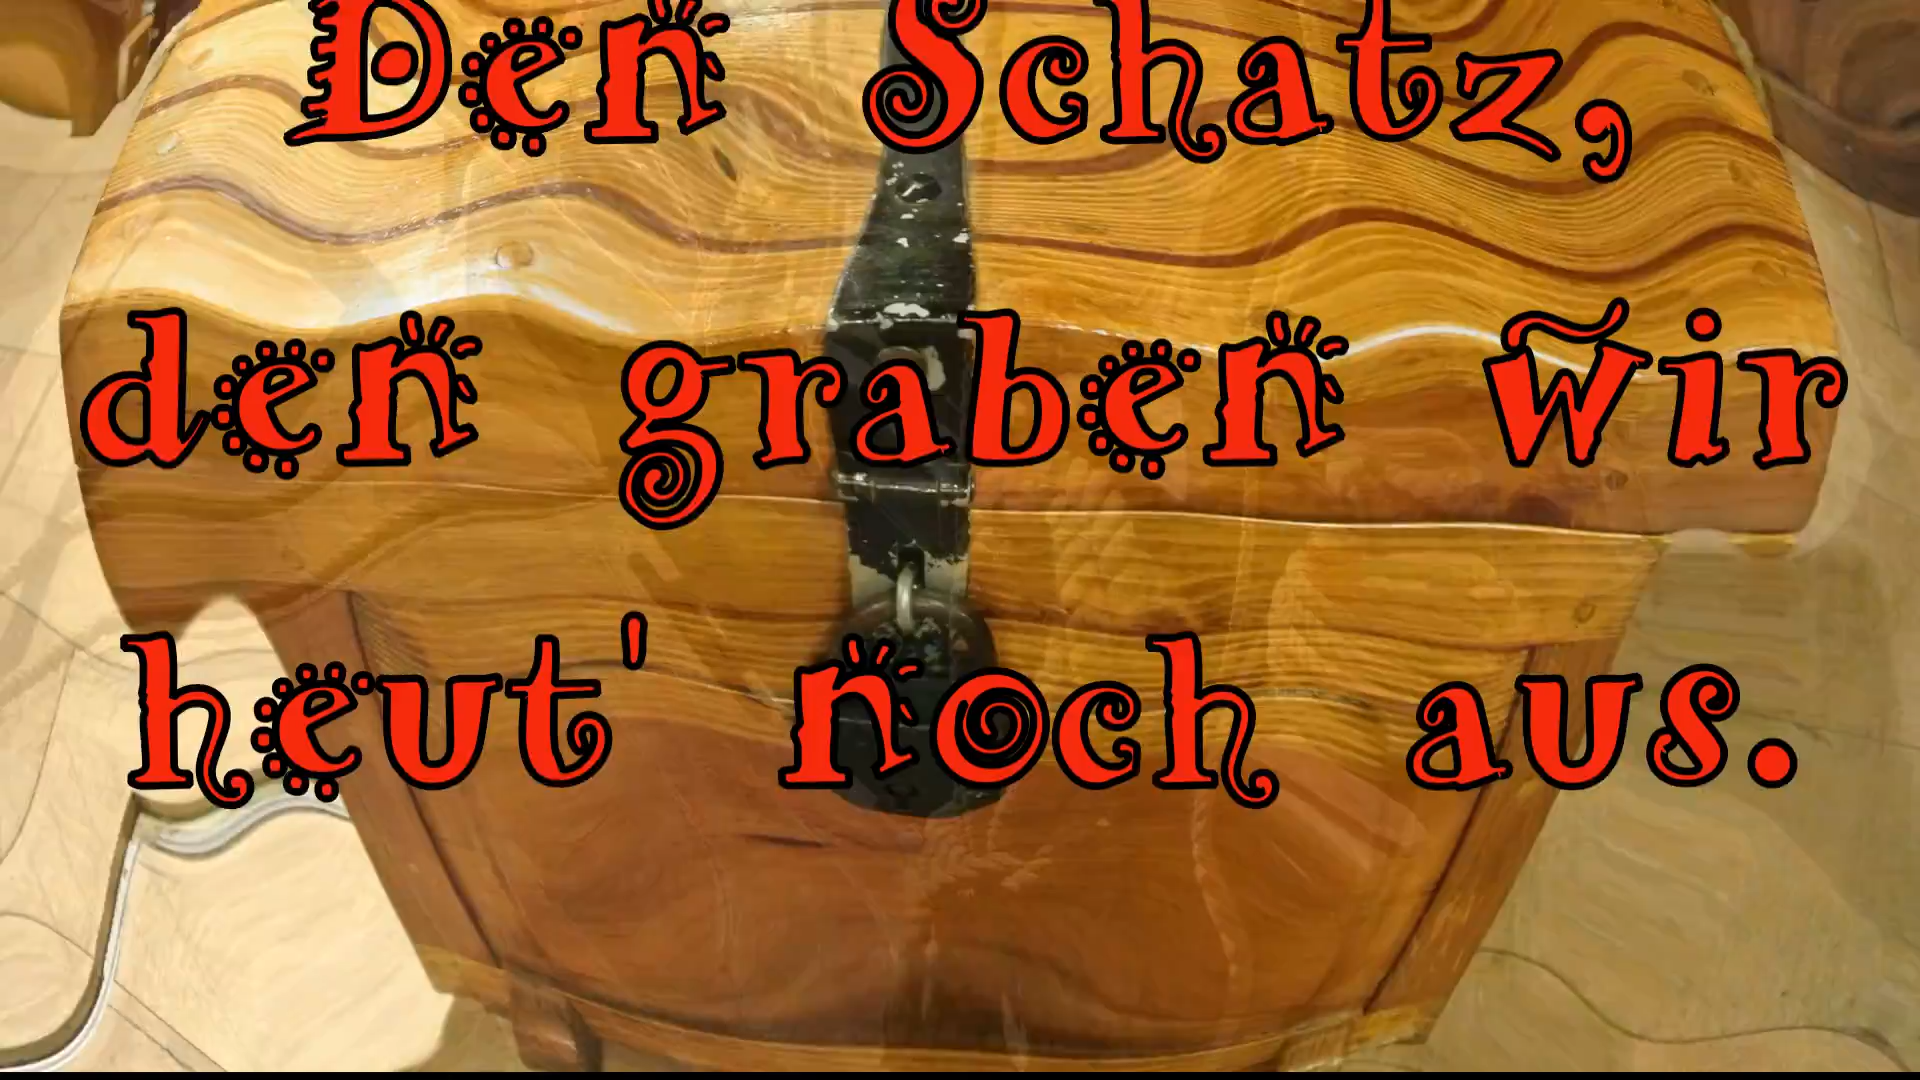 Den Schatz,
den graben wir
heut' noch aus.